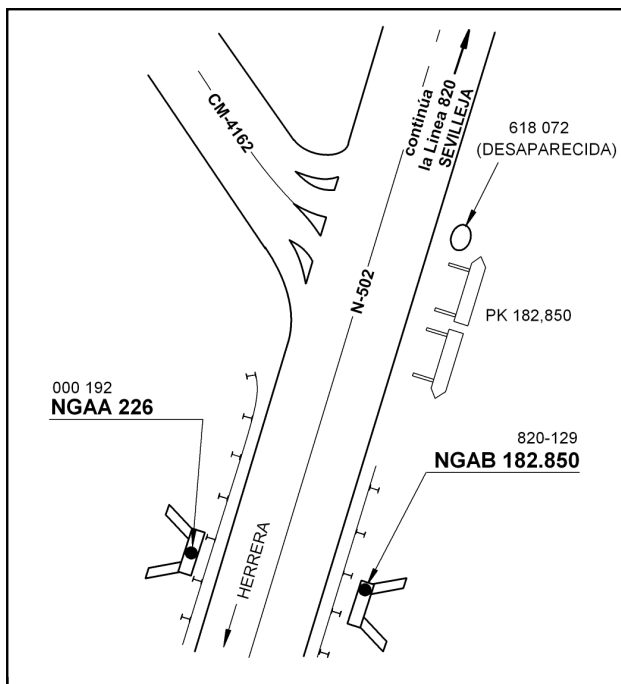 CM-4162
continúa
la Linea 820
SEVILLEJA
618 072
(DESAPARECIDA)
N-502
PK 182,850
000 192
NGAA 226
820-129
NGAB 182.850
HERRERA